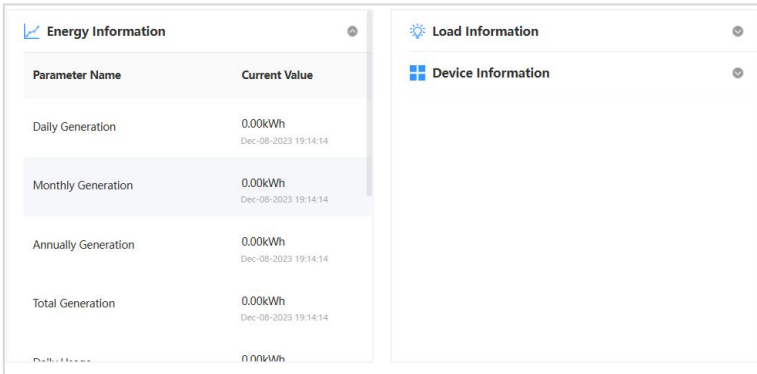 Energy Information
Parameter Name Current Value
Daily Generation 0.00kWh
Dec-08-2023 19:14:14
Monthly Generation 0.00kWh
Dec-08-2023 19:14:14
Annually Generation 0.00kWh
Dec-08-2023 19:14:14
Total Generation 0.00kWh
Dec-08-2023 19:14:14
Daily Usage 0.00kWh
Load Information
Device Information